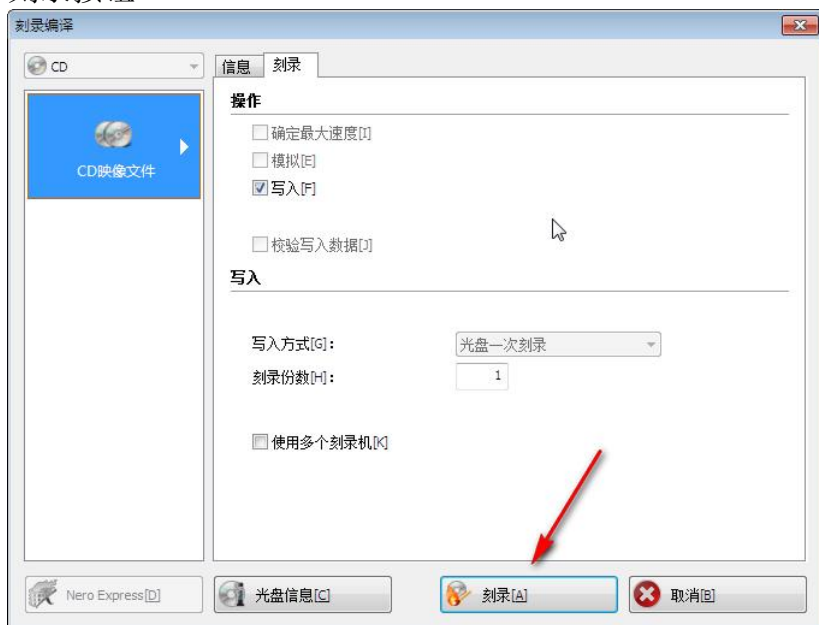 刻录编译
CD
信息 刻录
操作
确定最大速度[I]
模拟[E]
写入[F]
CD映像文件
校验写入数据[J]
写入
写入方式[G]: 光盘一次刻录
刻录份数[H]: 1
使用多个刻录机[K]
Nero Express[D] 光盘信息[C] 刻录[A] 取消[B]